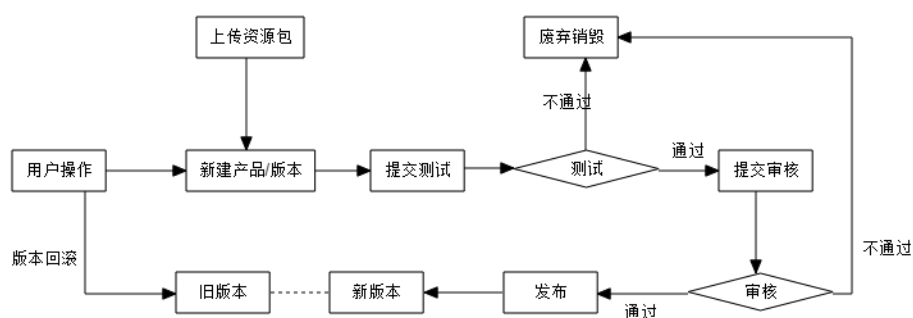 上传资源包
废弃销毁
不通过
用户操作
新建产品/版本
提交测试
测试
通过
提交审核
版本回滚
不通过
旧版本
新版本
发布
通过
审核